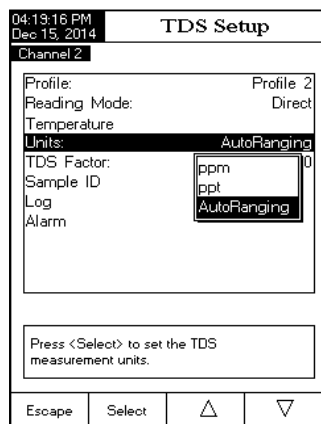 04:19:16 PM
Dec 15, 2014
TDS Setup
Channel 2
Profile: Profile 2
Reading Mode: Direct
Temperature
Units: AutoRanging
TDS Factor: 0
Sample ID
Log
Alarm
ppm
ppt
AutoRanging
Press <Select> to set the TDS
measurement units.
Escape Select